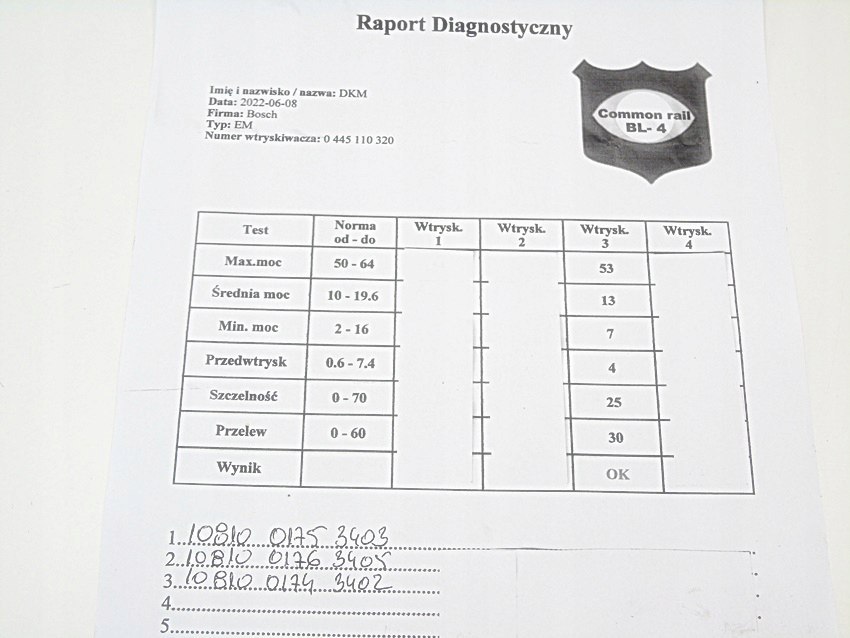 Raport Diagnostyczny
Imię i nazwisko / nazwa: DKM
Data: 2022-06-08
Firma: Bosch
Typ: EM
Numer wtryskiwacza: 0 445 110 320
Common rail
BL- 4
Test Norma od - do Wtrysk. 1 Wtrysk. 2 Wtrysk. 3 Wtrysk. 4
Max.moc 50 - 64 53
Średnia moc 10 - 19.6 13
Min. moc 2 - 16 7
Przedwtrysk 0.6 - 7.4 4
Szczelność 0 - 70 25
Przelew 0 - 60 30
Wynik OK
1. 10810 0175 3403
2. 10810 0176 3405
3. 10810 0174 3402
4.
5.